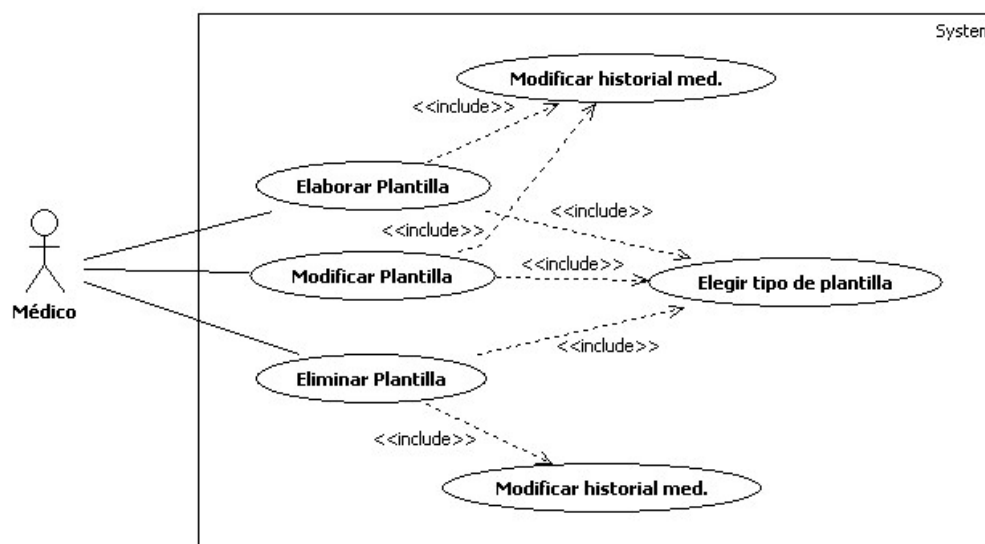 System
Modificar historial med.
<<include>>
Elaborar Plantilla
<<include>>
<<include>>
Médico
Modificar Plantilla
<<include>>
Elegir tipo de plantilla
<<include>>
Eliminar Plantilla
<<include>>
Modificar historial med.